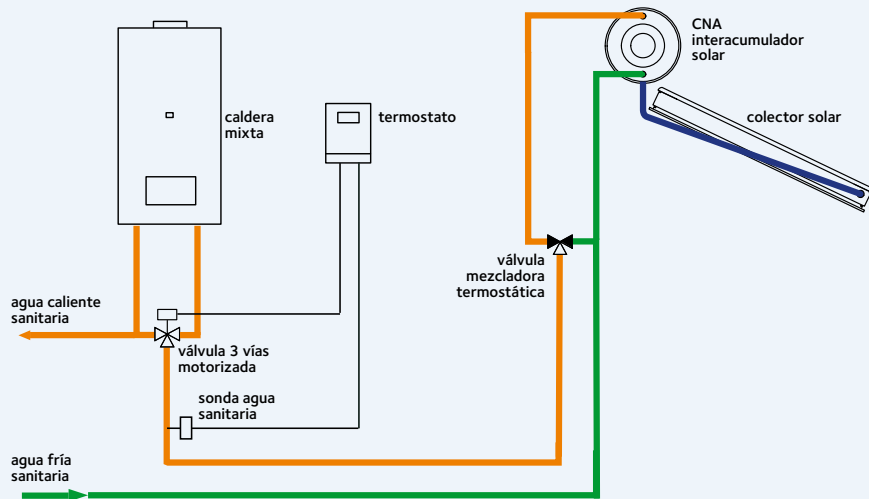 CNA
interacumulador
solar
caldera
mixta
termostato
colector solar
válvula
mezcladora
termostática
agua caliente
sanitaria
válvula 3 vías
motorizada
sonda agua
sanitaria
agua fría
sanitaria